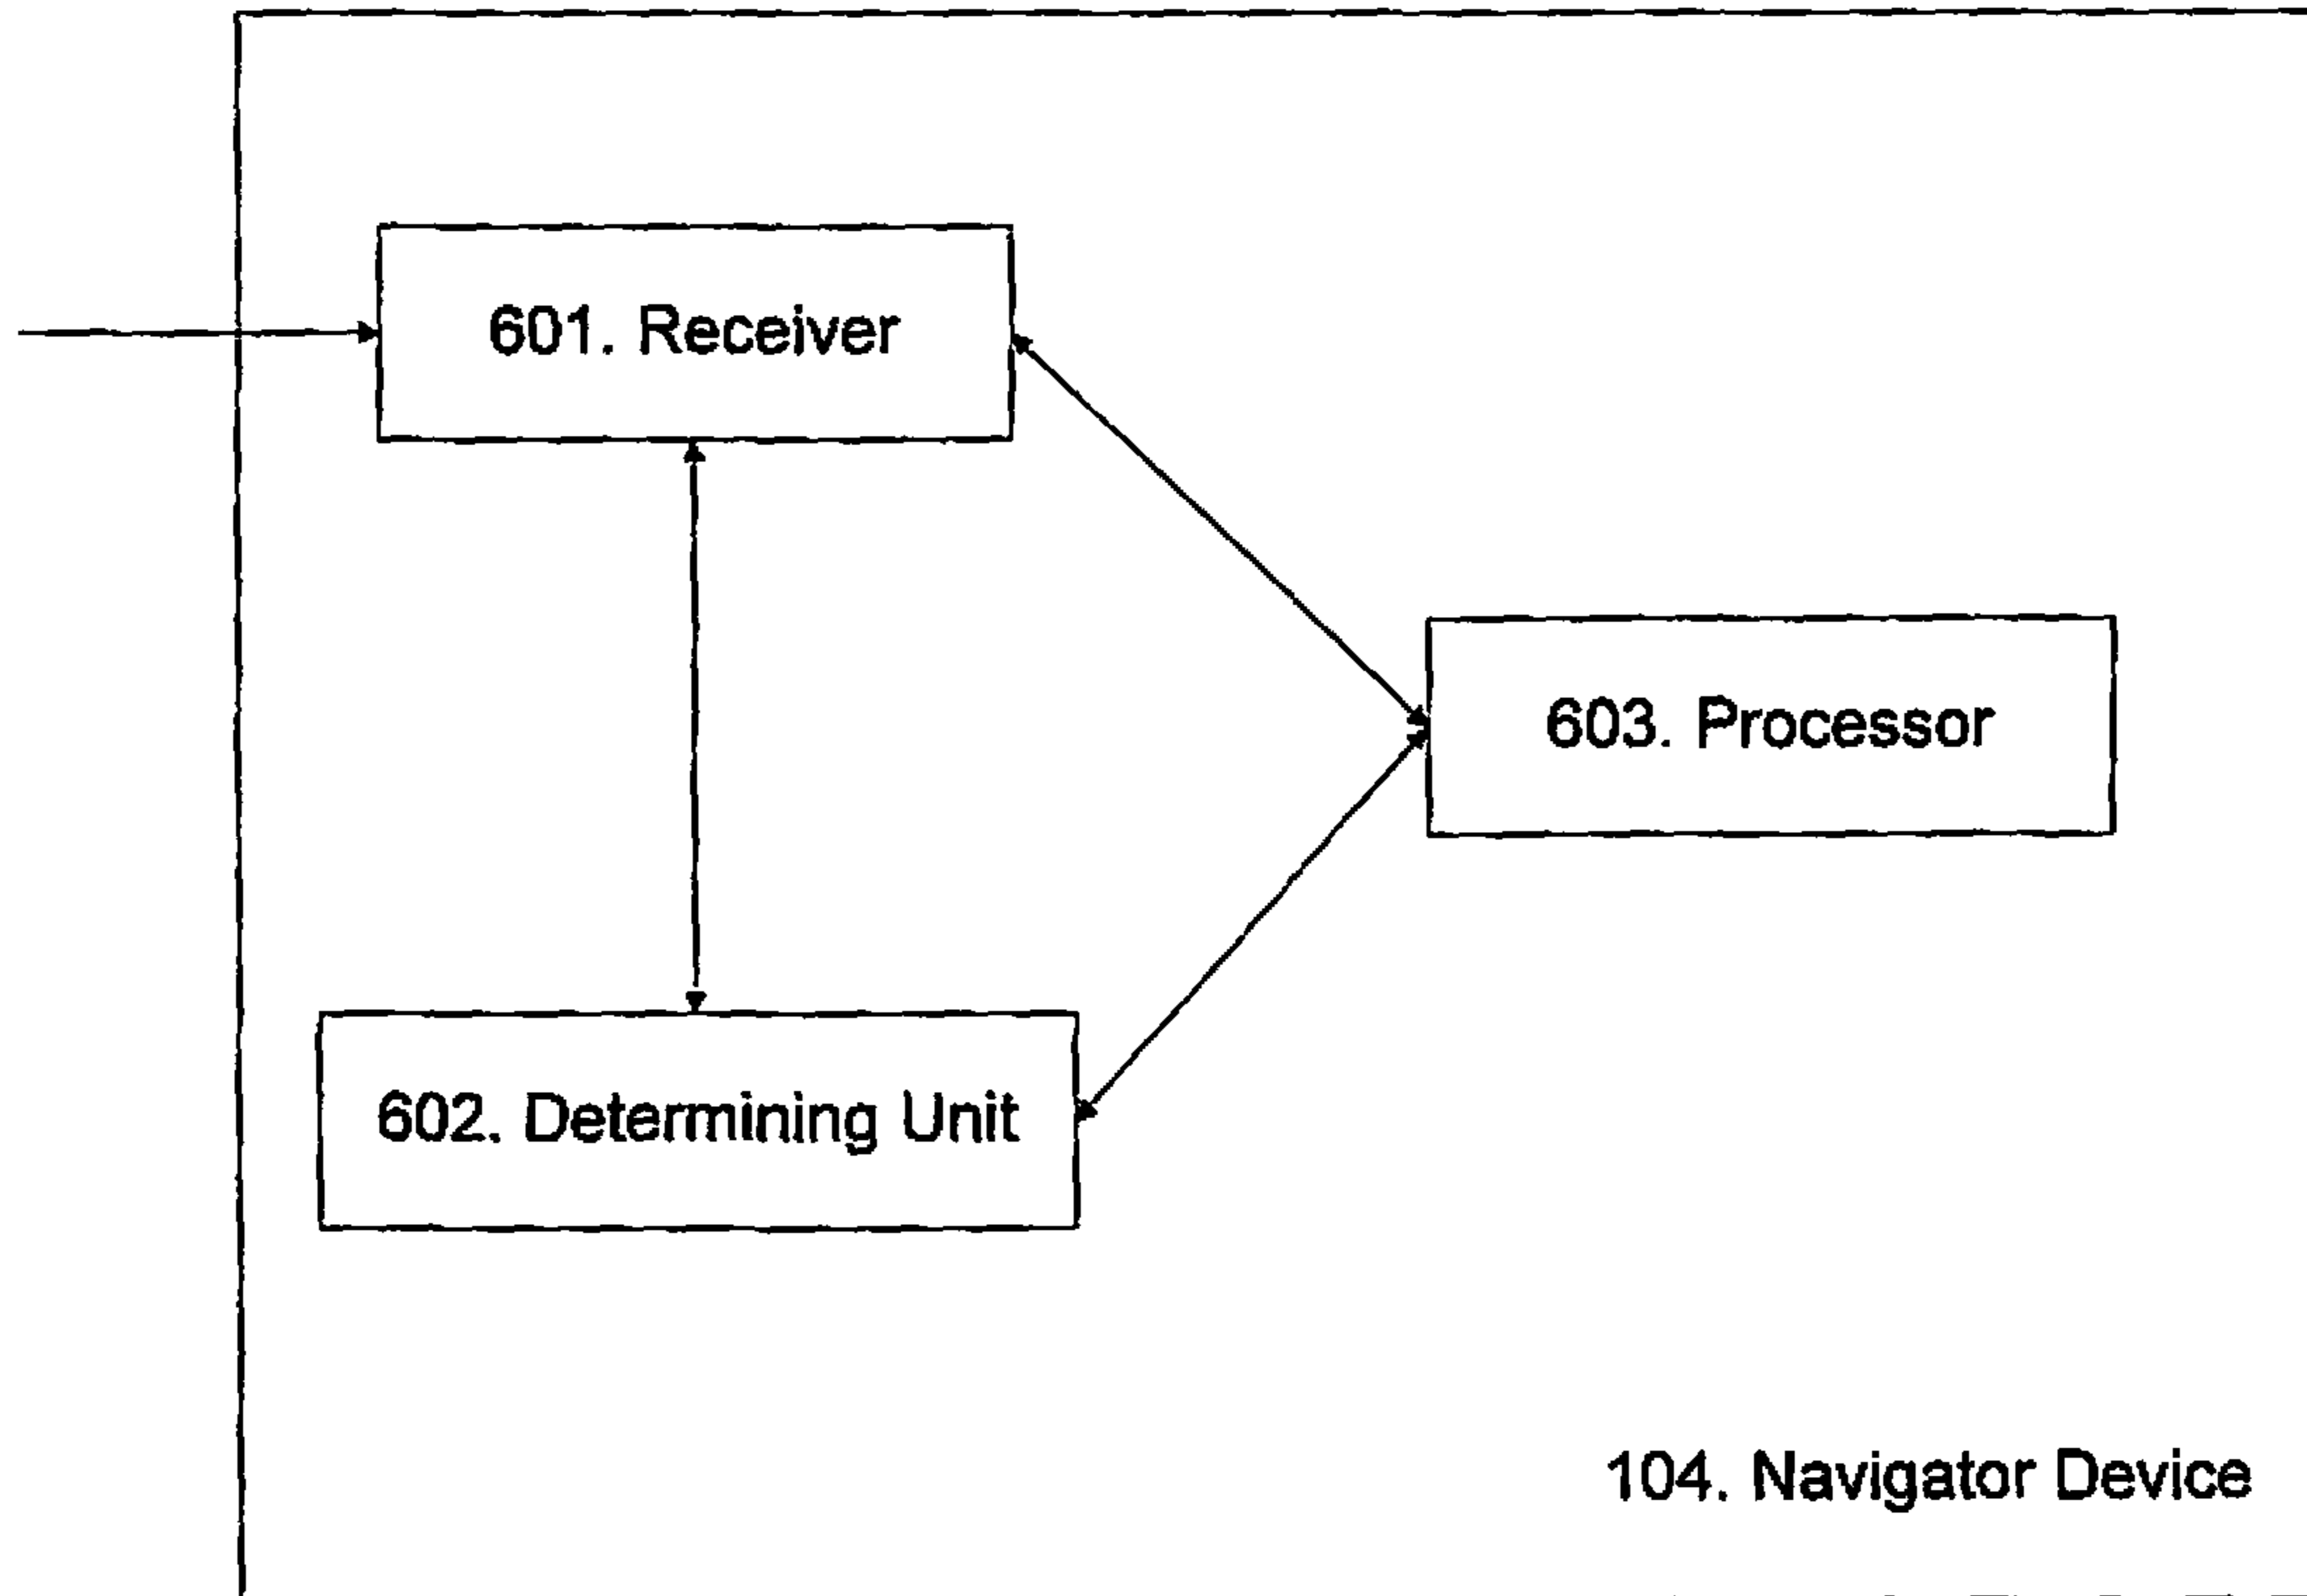 601. Receiver
603. Processor
602. Determining Unit
104. Navigator Device